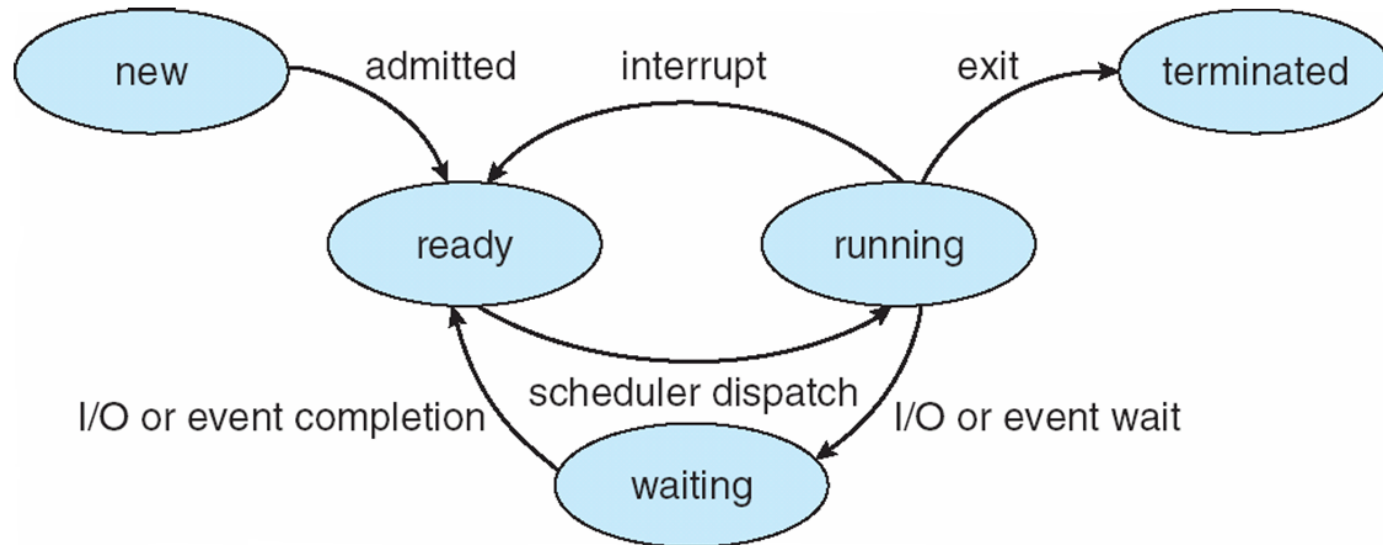 new
admitted
interrupt
exit
terminated
ready
running
scheduler dispatch
I/O or event completion
I/O or event wait
waiting